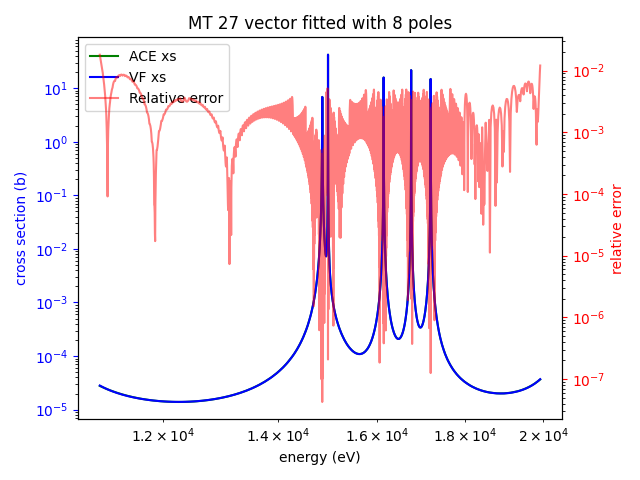 MT 27 vector fitted with 8 poles
ACE xs
VF xs
Relative error
cross section (b)
10¹
10⁰
10⁻¹
10⁻²
10⁻³
10⁻⁴
10⁻⁵
10⁻²
10⁻³
10⁻⁴
10⁻⁵
10⁻⁶
10⁻⁷
relative error
1.2 × 10⁴ 1.4 × 10⁴ 1.6 × 10⁴ 1.8 × 10⁴ 2 × 10⁴
energy (eV)